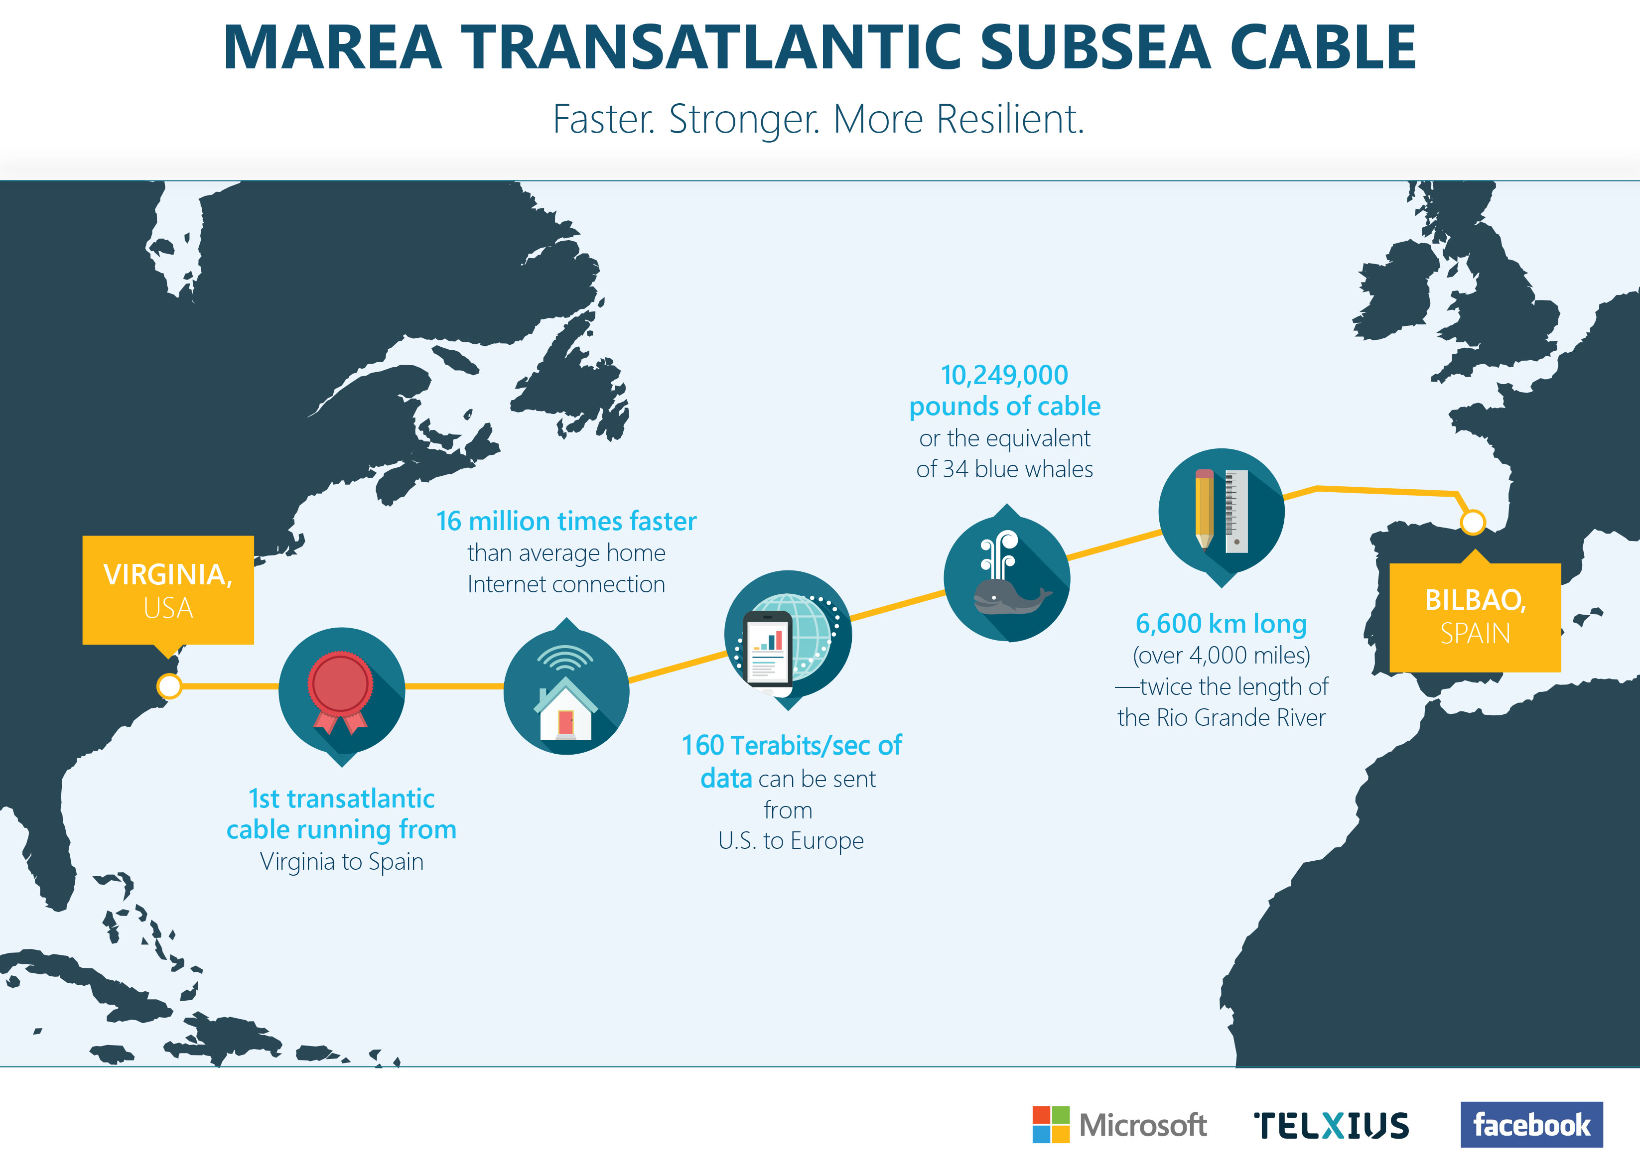 MAREA TRANSATLANTIC SUBSEA CABLE
Faster. Stronger. More Resilient.
VIRGINIA,
USA
1st transatlantic
cable running from
Virginia to Spain
16 million times faster
than average home
Internet connection
160 Terabits/sec of
data can be sent
from
U.S. to Europe
10,249,000
pounds of cable
or the equivalent
of 34 blue whales
6,600 km long
(over 4,000 miles)
—twice the length of
the Rio Grande River
BILBAO,
SPAIN
Microsoft
TELXIUS
facebook